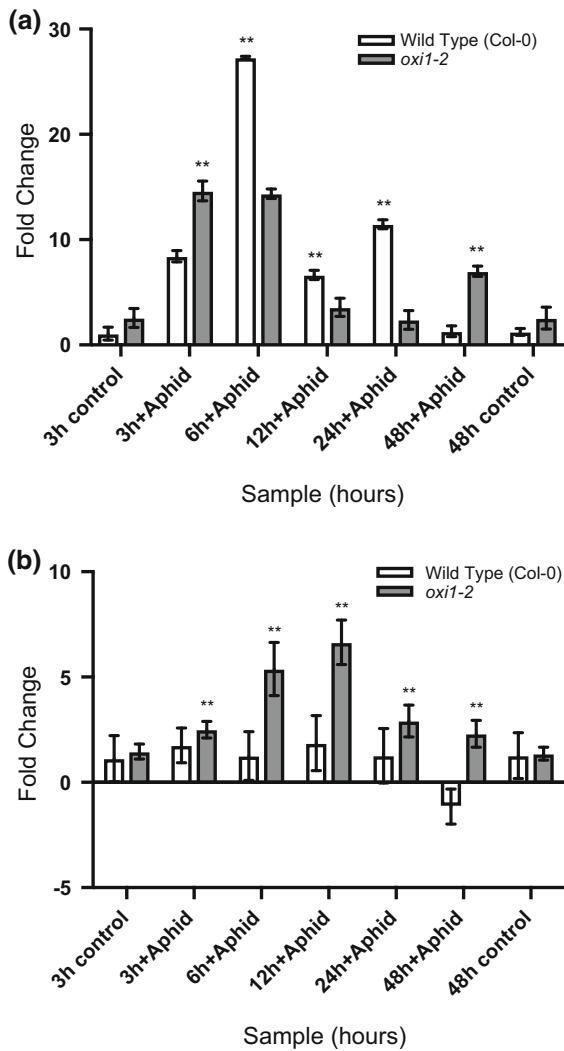 (a)
Wild Type (Col-0)
oxi1-2
Fold Change
30
20
10
0
**
**
**
**
**
3h control
3h+Aphid
6h+Aphid
12h+Aphid
24h+Aphid
48h+Aphid
48h control
Sample (hours)
(b)
Wild Type (Col-0)
oxi1-2
Fold Change
10
5
0
-5
**
**
**
**
**
3h control
3h+Aphid
6h+Aphid
12h+Aphid
24h+Aphid
48h+Aphid
48h control
Sample (hours)